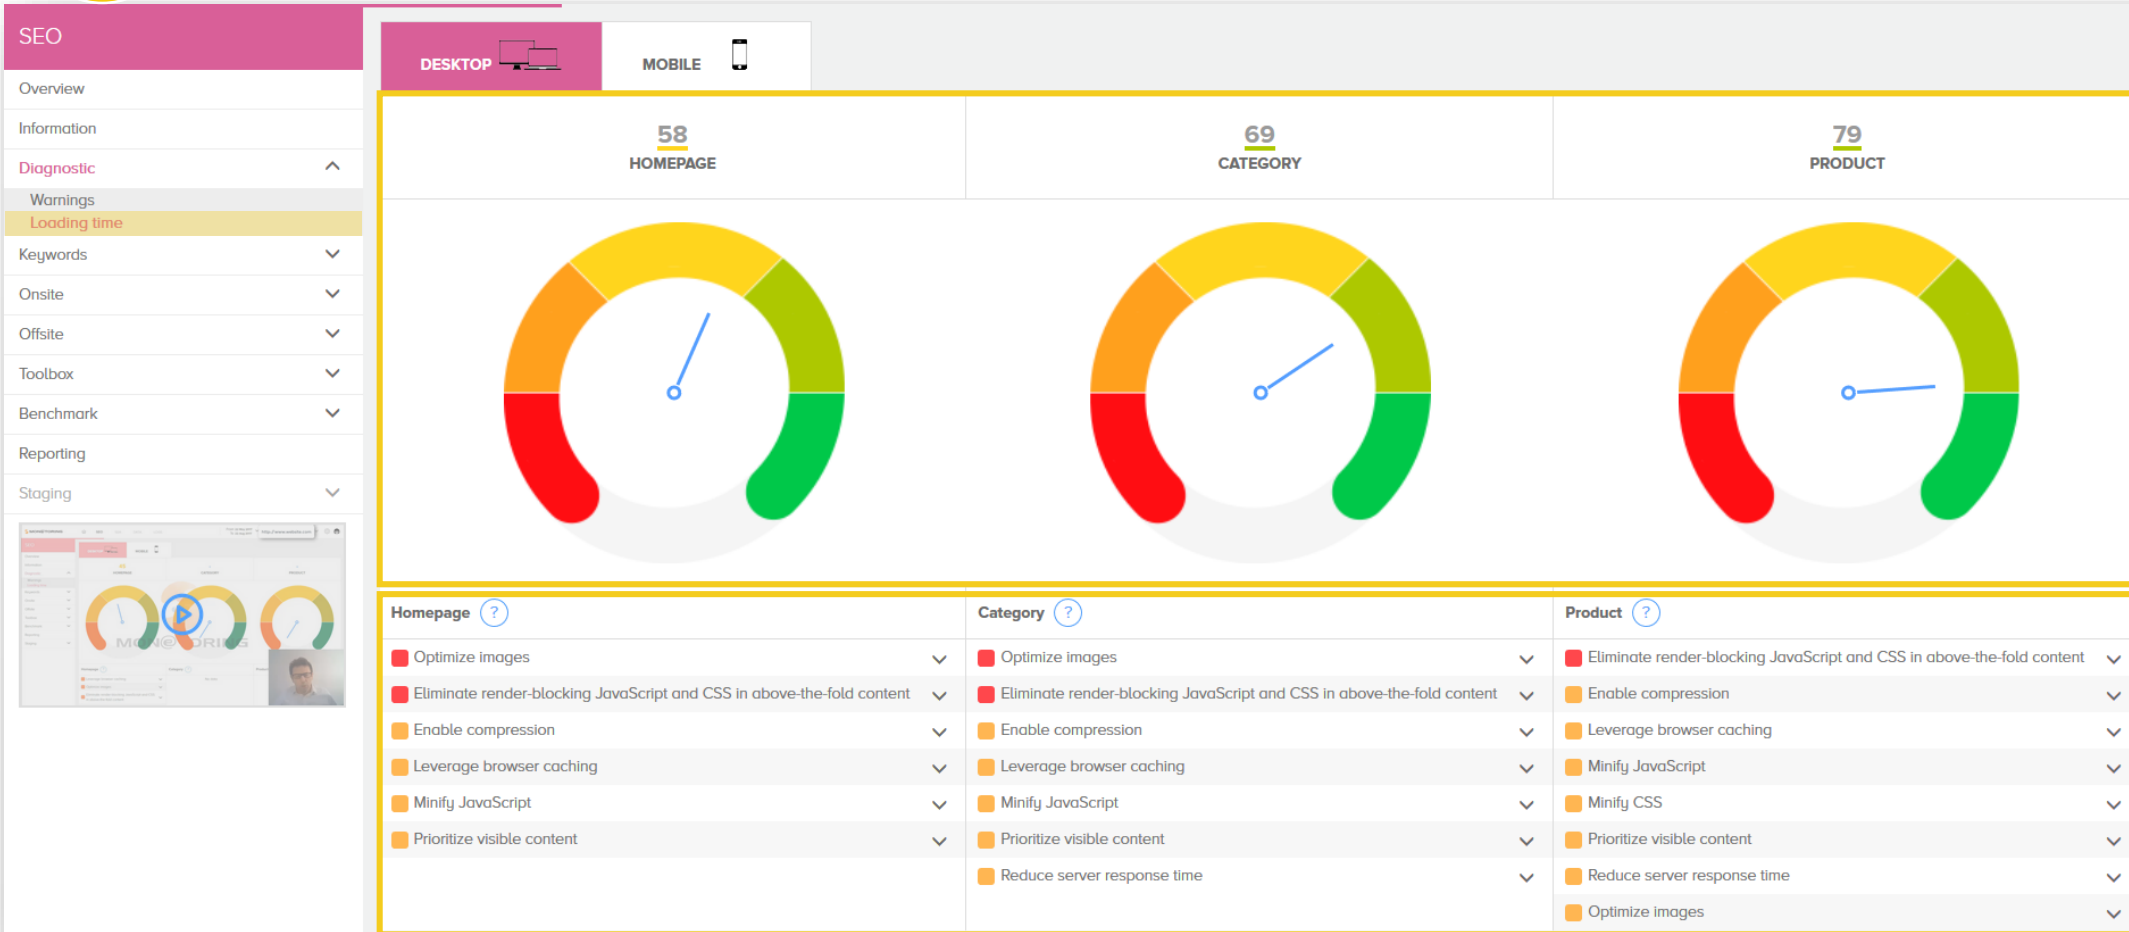 SEO
Overview
Information
Diagnostic
Warnings
Loading time
Keywords
Onsite
Offsite
Toolbox
Benchmark
Reporting
Staging
DESKTOP
MOBILE
58
HOMEPAGE
69
CATEGORY
79
PRODUCT
Homepage ?
Optimize images
Eliminate render-blocking JavaScript and CSS in above-the-fold content
Enable compression
Leverage browser caching
Minify JavaScript
Prioritize visible content
Category ?
Optimize images
Eliminate render-blocking JavaScript and CSS in above-the-fold content
Enable compression
Leverage browser caching
Minify JavaScript
Prioritize visible content
Reduce server response time
Product ?
Eliminate render-blocking JavaScript and CSS in above-the-fold content
Enable compression
Leverage browser caching
Minify JavaScript
Minify CSS
Prioritize visible content
Reduce server response time
Optimize images